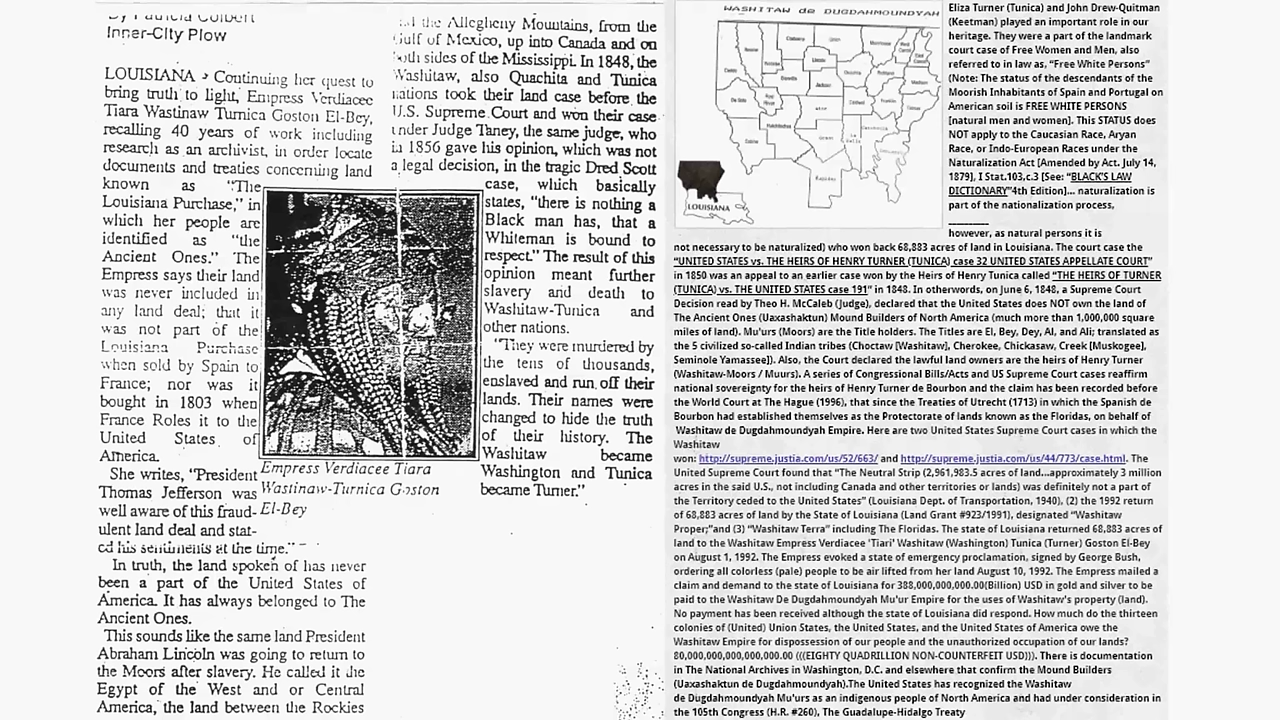 By Patricia Colbert
Inner-City Plow
LOUISIANA - Continuing her quest to
bring truth to light, Empress Verdiacee
Tiara Wastinaw Turnica Goston El-Bey,
recalling 40 years of work including
research as an archivist, in order locate
documents and treaties concerning land
known as "The
Louisiana Purchase," in
which her people are
identified as "the
Ancient Ones." The
Empress says their land
was never included in
any land deal; that it
was not part of the
Louisiana Purchase
when sold by Spain to
France; nor was it
bought in 1803 when
France Roles it to the
United States of
America.
She writes, "President
Thomas Jefferson was
well aware of this fraud-
ulent land deal and stat-
ed his sentiments at the time."
In truth, the land spoken of has never
been a part of the United States of
America. It has always belonged to The
Ancient Ones.
This sounds like the same land President
Abraham Lincoln was going to return to
the Moors after slavery. He called it the
Egypt of the West and or Central
America, the land between the Rockies
the Allegheny Mountains, from the
Gulf of Mexico, up into Canada and on
both sides of the Mississippi. In 1848, the
Washitaw, also Quachita and Tunica
nations took their land case before the
U.S. Supreme Court and won their case
under Judge Taney, the same judge, who
in 1856 gave his opinion, which was not
a legal decision, in the tragic Dred Scott
case, which basically
states, "there is nothing a
Black man has, that a
Whiteman is bound to
respect." The result of this
opinion meant further
slavery and death to
Washitaw-Tunica and
other nations.
"They were murdered by
the tens of thousands,
enslaved and run off their
lands. Their names were
changed to hide the truth
of their history. The
Washitaw became
Washington and Tunica
became Turner."
Empress Verdiacee Tiara
Wastinaw-Turnica Goston
El-Bey
WASHITAW DE DUGDAHMOUNDYAH
LOUISIANA
Eliza Turner (Tunica) and John Drew-Quitman
(Keetman) played an important role in our
heritage. They were a part of the landmark
court case of Free Women and Men, also
referred to in law as, "Free White Persons"
(Note: The status of the descendants of the
Moorish Inhabitants of Spain and Portugal on
American soil is FREE WHITE PERSONS
[natural men and women]. This STATUS does
NOT apply to the Caucasian Race, Aryan
Race, or Indo-European Races under the
Naturalization Act [Amended by Act. July 14,
1879], I Stat.103,c.3 [See: "BLACK'S LAW
DICTIONARY"4th Edition]... naturalization is
part of the nationalization process,
however, as natural persons it is
not necessary to be naturalized) who won back 68,883 acres of land in Louisiana. The court case the
"UNITED STATES vs. THE HEIRS OF HENRY TURNER (TUNICA) case 32 UNITED STATES APPELLATE COURT"
in 1850 was an appeal to an earlier case won by the Heirs of Henry Tunica called "THE HEIRS OF TURNER
(TUNICA) vs. THE UNITED STATES case 191" in 1848. In otherwords, on June 6, 1848, a Supreme Court
Decision read by Theo H. McCaleb (Judge), declared that the United States does NOT own the land of
The Ancient Ones (Uaxashaktun) Mound Builders of North America (much more than 1,000,000 square
miles of land). Mu'urs (Moors) are the Title holders. The Titles are El, Bey, Dey, Al, and Ali; translated as
the 5 civilized so-called Indian tribes (Choctaw [Washitaw], Cherokee, Chickasaw, Creek [Muskogee],
Seminole Yamassee]). Also, the Court declared the lawful land owners are the heirs of Henry Turner
(Washitaw-Moors / Muurs). A series of Congressional Bills/Acts and US Supreme Court cases reaffirm
national sovereignty for the heirs of Henry Turner de Bourbon and the claim has been recorded before
the World Court at The Hague (1996), that since the Treaties of Utrecht (1713) in which the Spanish de
Bourbon had established themselves as the Protectorate of lands known as the Floridas, on behalf of
Washitaw de Dugdahmoundyah Empire. Here are two United States Supreme Court cases in which the
Washitaw
won: http://supreme.justia.com/us/52/663/ and http://supreme.justia.com/us/44/773/case.html. The
United Supreme Court found that "The Neutral Strip (2,961,983.5 acres of land...approximately 3 million
acres in the said U.S., not including Canada and other territories or lands) was definitely not a part of
the Territory ceded to the United States" (Louisiana Dept. of Transportation, 1940), (2) the 1992 return
of 68,883 acres of land by the State of Louisiana (Land Grant #923/1991), designated "Washitaw
Proper;"and (3) "Washitaw Terra" including The Floridas. The state of Louisiana returned 68,883 acres of
land to the Washitaw Empress Verdiacee 'Tiari' Washitaw (Washington) Tunica (Turner) Goston El-Bey
on August 1, 1992. The Empress evoked a state of emergency proclamation, signed by George Bush,
ordering all colorless (pale) people to be air lifted from her land August 10, 1992. The Empress mailed a
claim and demand to the state of Louisiana for 388,000,000,000.00(Billion) USD in gold and silver to be
paid to the Washitaw De Dugdahmoundyah Mu'ur Empire for the uses of Washitaw's property (land).
No payment has been received although the state of Louisiana did respond. How much do the thirteen
colonies of (United) Union States, the United States, and the United States of America owe the
Washitaw Empire for dispossession of our people and the unauthorized occupation of our lands?
80,000,000,000,000,000.00 (((EIGHTY QUADRILLION NON-COUNTERFEIT USD))). There is documentation
in The National Archives in Washington, D.C. and elsewhere that confirm the Mound Builders
(Uaxashaktun de Dugdahmoundyah).The United States has recognized the Washitaw
de Dugdahmoundyah Mu'urs as an indigenous people of North America and had under consideration in
the 105th Congress (H.R. #260), The Guadalupe-Hidalgo Treaty